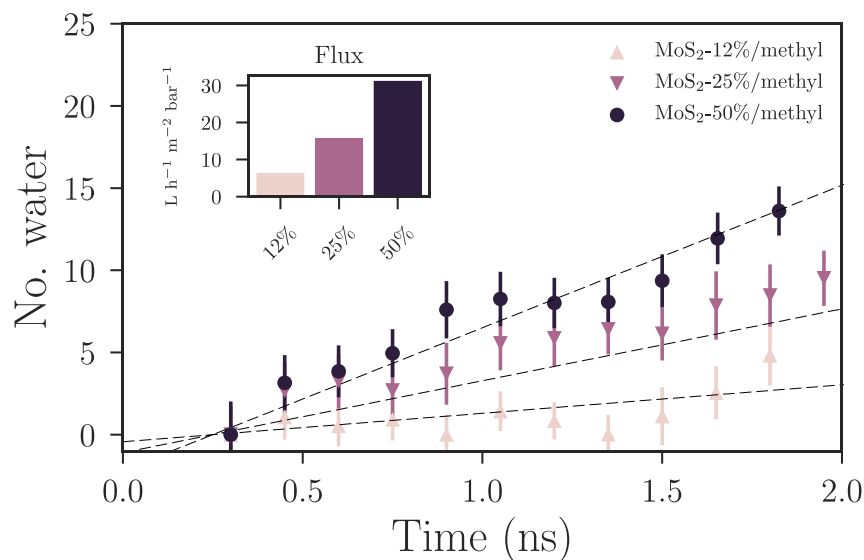 25
20
15
10
5
0
No. water
Flux
30
20
10
0
L h⁻¹ m⁻² bar⁻¹
12%
25%
50%
MoS₂-12%/methyl
MoS₂-25%/methyl
MoS₂-50%/methyl
0.0
0.5
1.0
1.5
2.0
Time (ns)